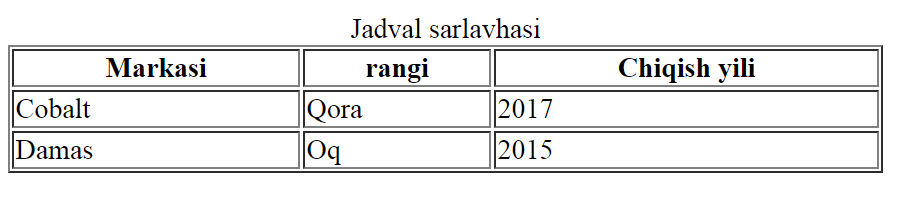 Jadval sarlavhasi
Markasi rangi Chiqish yili
Cobalt Qora 2017
Damas Oq 2015